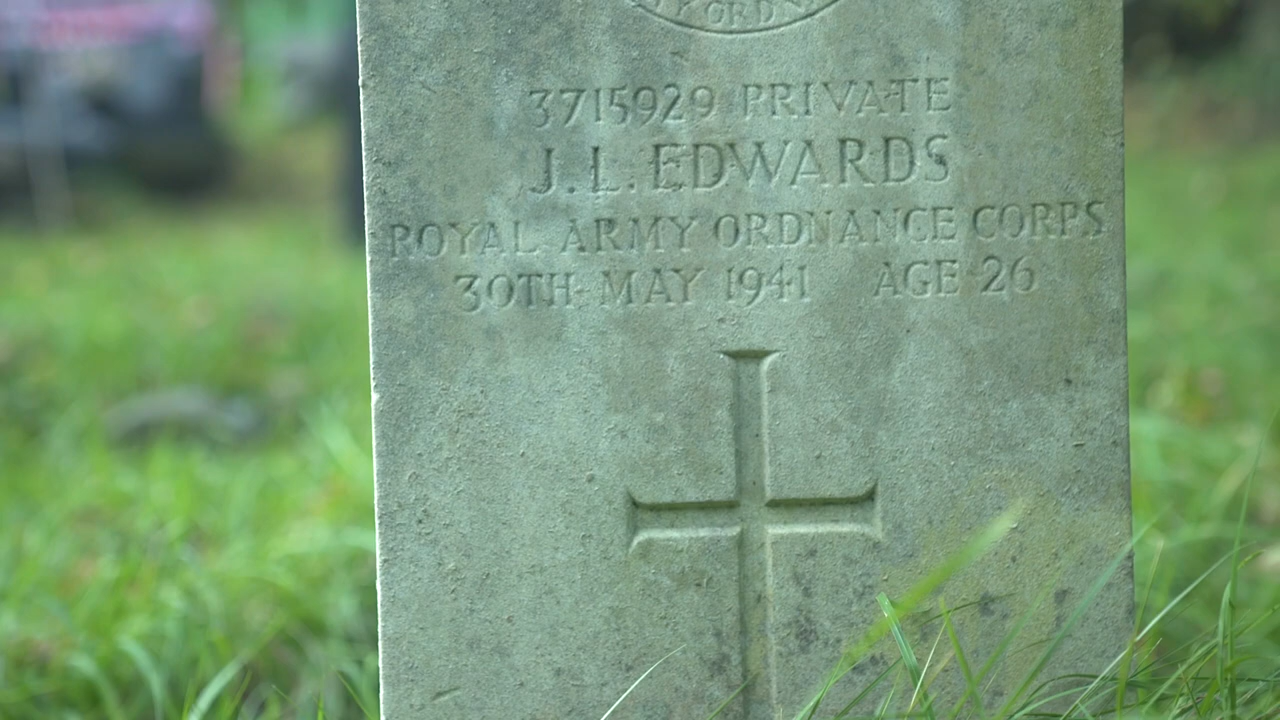 3715929 PRIVATE
J.L. EDWARDS
ROYAL ARMY ORDNANCE CORPS
30TH MAY 1941 AGE 26